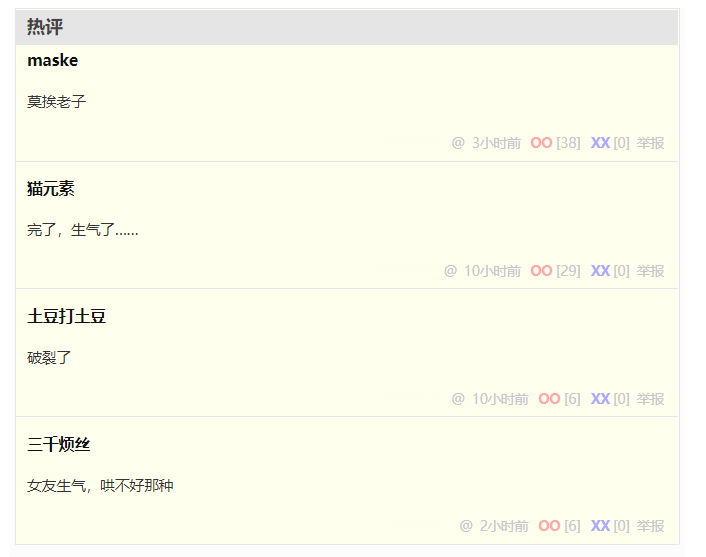 热评
maske
莫挨老子
@ 3小时前 OO [38] XX [0] 举报
猫元素
完了，生气了......
@ 10小时前 OO [29] XX [0] 举报
土豆打土豆
破裂了
@ 10小时前 OO [6] XX [0] 举报
三千烦丝
女友生气，哄不好那种
@ 2小时前 OO [6] XX [0] 举报